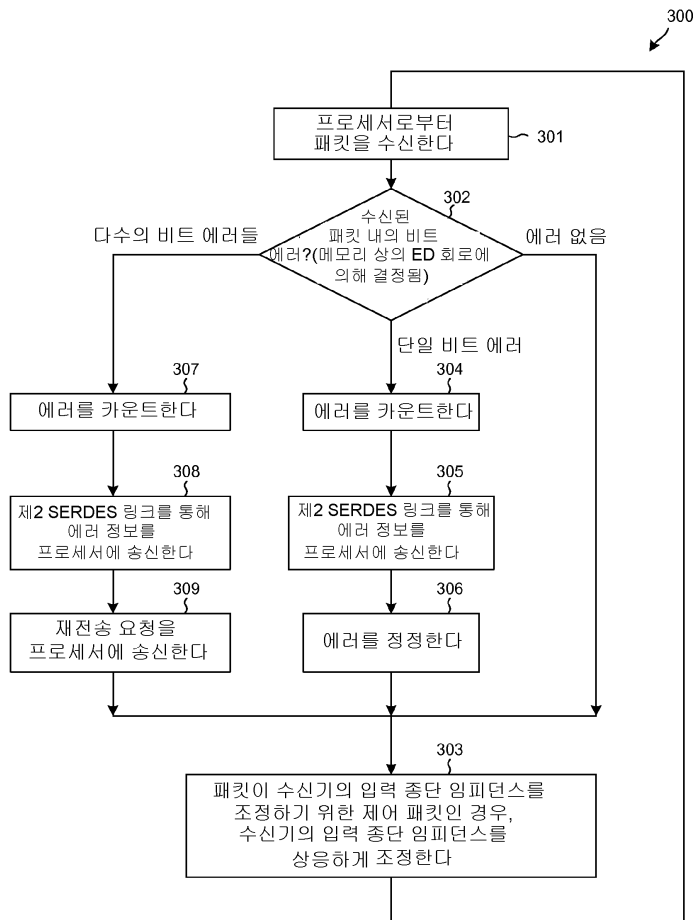 300
프로세서로부터
패킷을 수신한다
301
302
수신된
패킷 내의 비트
에러?(메모리 상의 ED 회로에
의해 결정됨)
다수의 비트 에러들
에러 없음
단일 비트 에러
307
에러를 카운트한다
304
에러를 카운트한다
308
제2 SERDES 링크를 통해
에러 정보를
프로세서에 송신한다
305
제2 SERDES 링크를 통해
에러 정보를
프로세서에 송신한다
309
재전송 요청을
프로세서에 송신한다
306
에러를 정정한다
303
패킷이 수신기의 입력 종단 임피던스를
조정하기 위한 제어 패킷인 경우,
수신기의 입력 종단 임피던스를
상응하게 조정한다